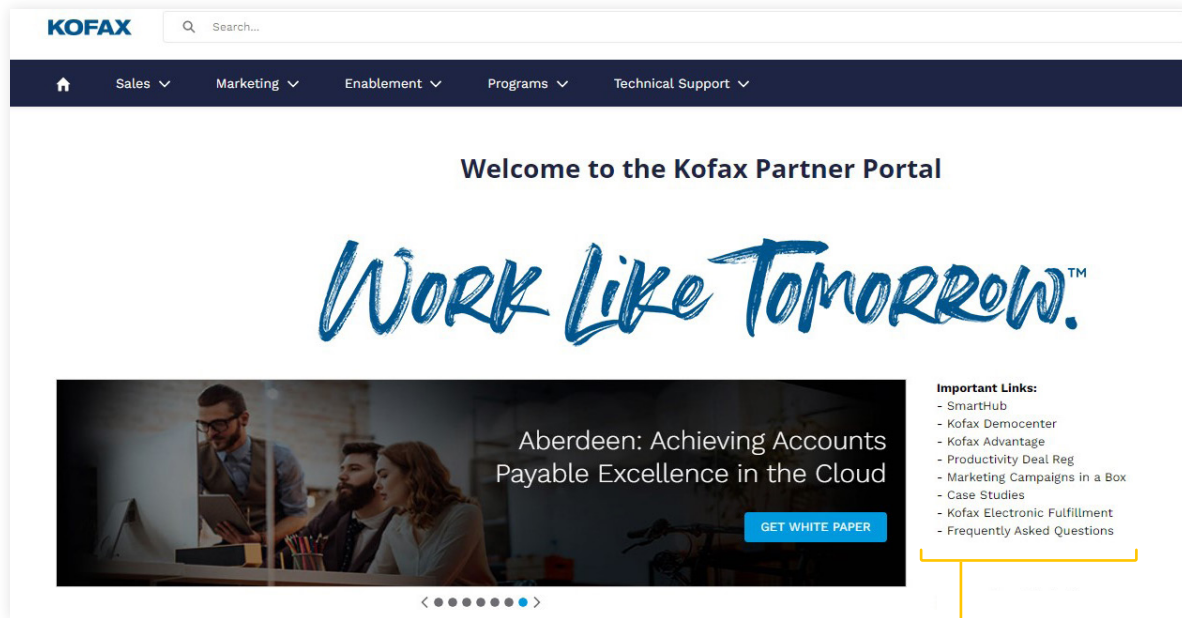 KOFAX
Search...
Sales
Marketing
Enablement
Programs
Technical Support
Welcome to the Kofax Partner Portal
WORK LIKE TOMORROW.™
Aberdeen: Achieving Accounts
Payable Excellence in the Cloud
GET WHITE PAPER
Important Links:
- SmartHub
- Kofax Democenter
- Kofax Advantage
- Productivity Deal Reg
- Marketing Campaigns in a Box
- Case Studies
- Kofax Electronic Fulfillment
- Frequently Asked Questions